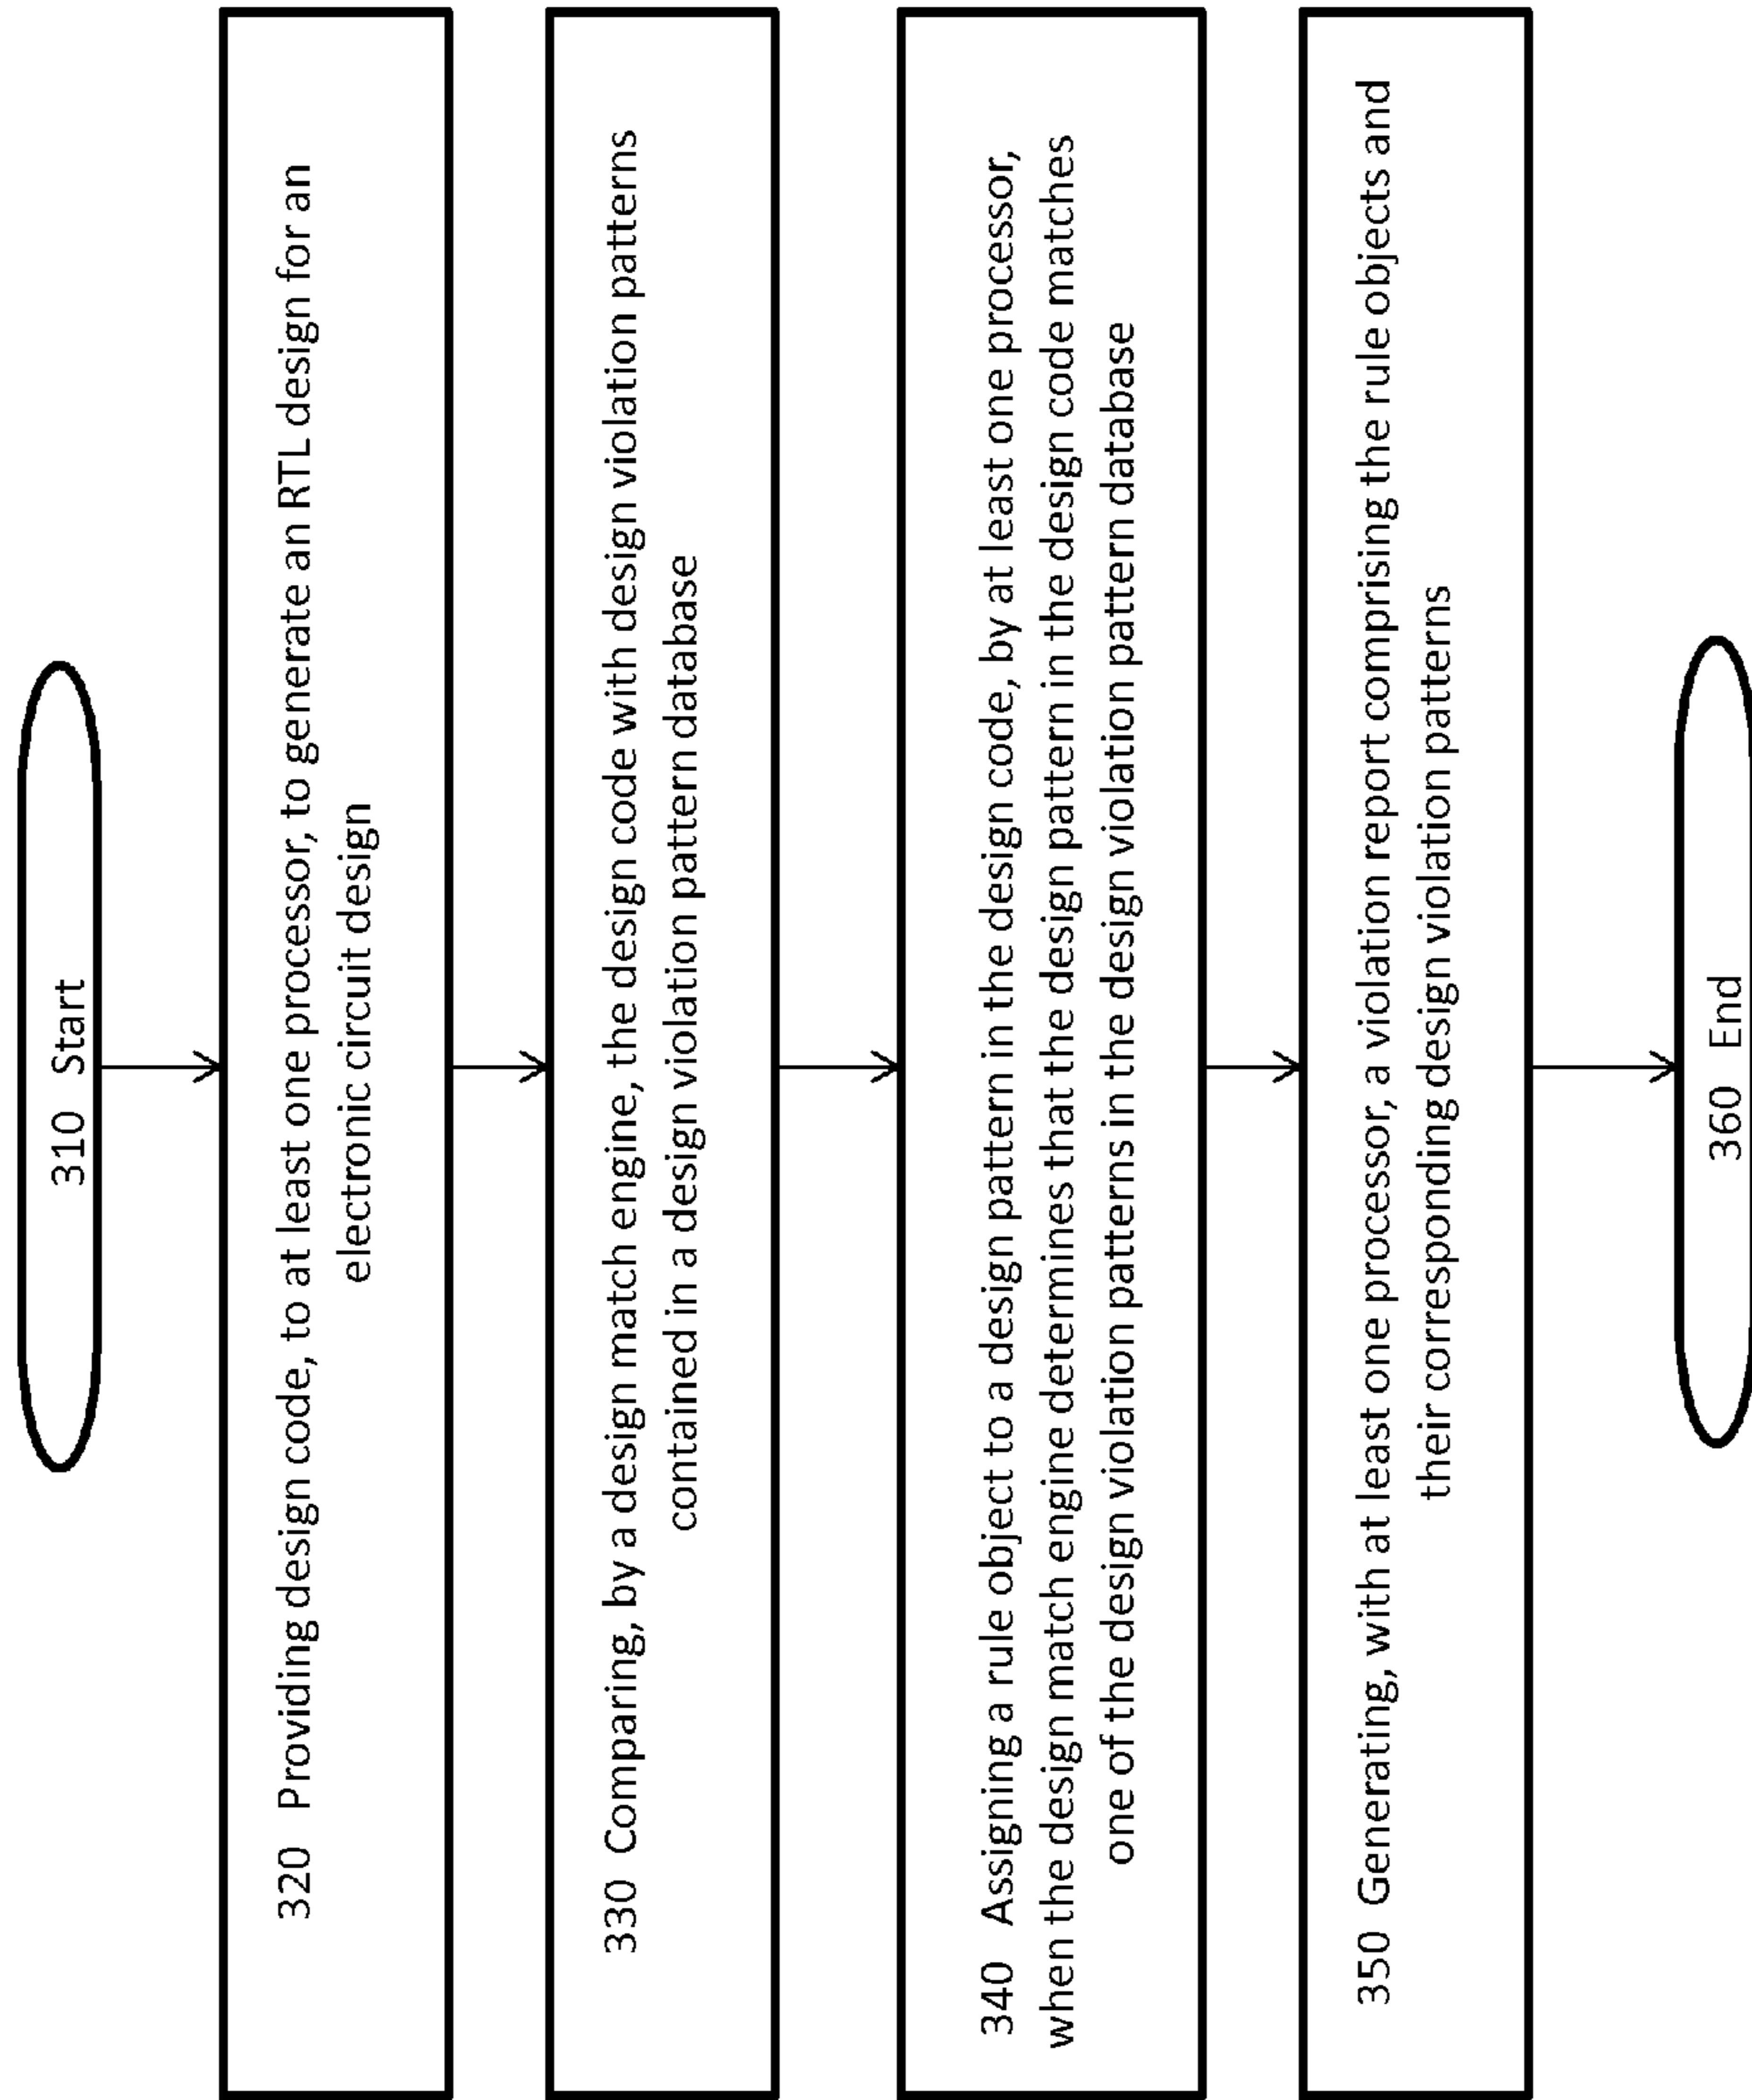 310 Start
320 Providing design code, to at least one processor, to generate an RTL design for an
electronic circuit design
330 Comparing, by a design match engine, the design code with design violation patterns
contained in a design violation pattern database
340 Assigning a rule object to a design pattern in the design code, by at least one processor,
when the design match engine determines that the design pattern in the design code matches
one of the design violation patterns in the design violation pattern database
350 Generating, with at least one processor, a violation report comprising the rule objects and
their corresponding design violation patterns
360 End